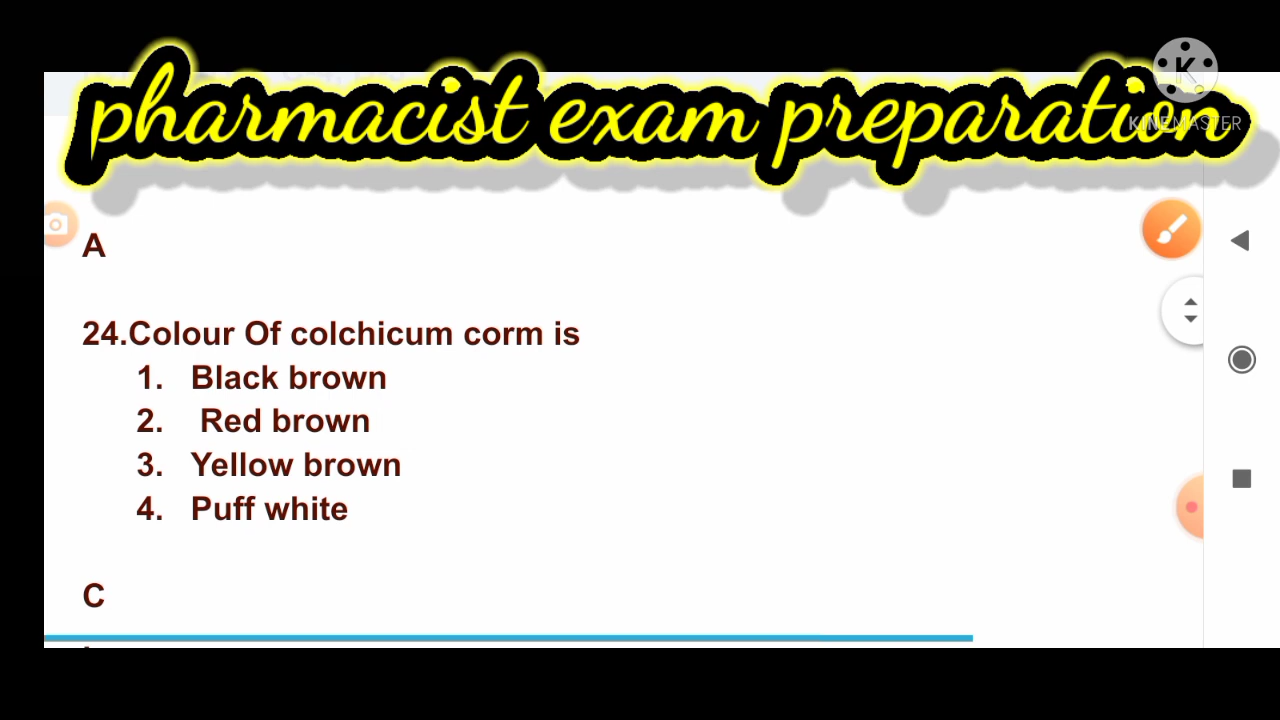 pharmacist exam preparation
KINEMASTER
A
24.Colour Of colchicum corm is
1. Black brown
2. Red brown
3. Yellow brown
4. Puff white
C